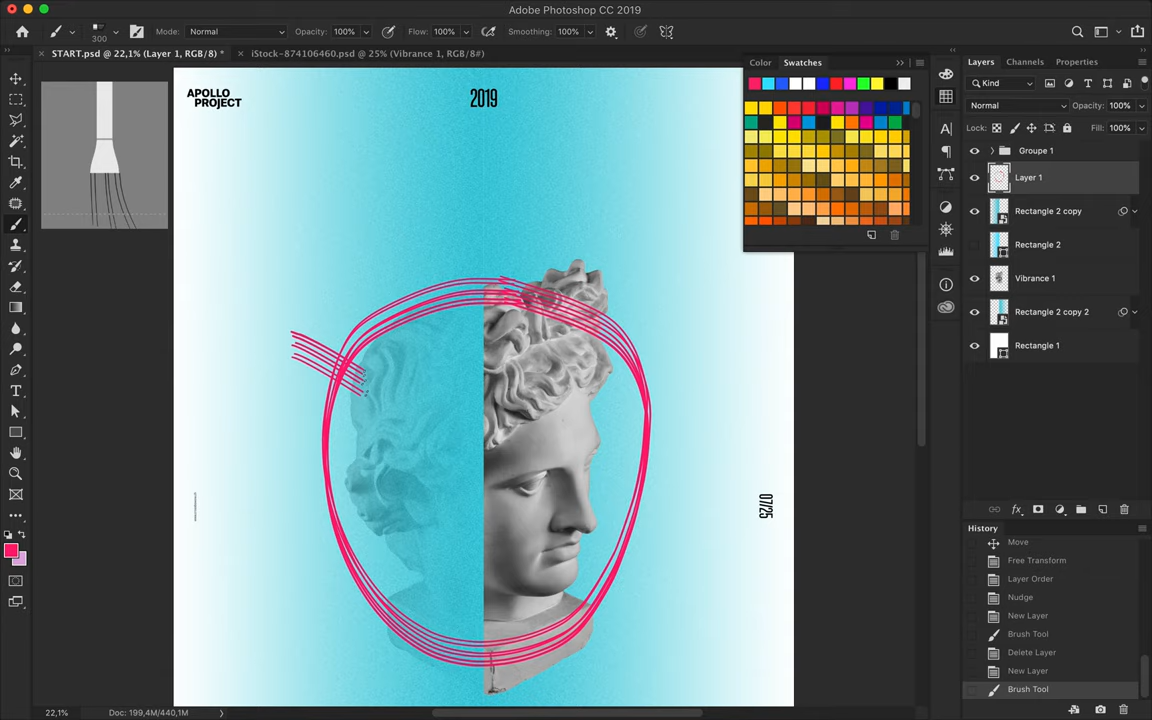 Adobe Photoshop CC 2019
300
Mode: Normal
Opacity: 100%
Flow: 100%
Smoothing: 100%
START.psd @ 22,1% (Layer 1, RGB/8) *
iStock-874106460.psd @ 25% (Vibrance 1, RGB/8#)
APOLLO
PROJECT
2019
07/25
Color
Swatches
Layers
Channels
Properties
Kind
Normal
Opacity: 100%
Lock:
Fill: 100%
Groupe 1
Layer 1
Rectangle 2 copy
Rectangle 2
Vibrance 1
Rectangle 2 copy 2
Rectangle 1
fx
History
Move
Free Transform
Layer Order
Nudge
New Layer
Brush Tool
Delete Layer
New Layer
Brush Tool
22,1%
Doc: 199,4M/440,1M